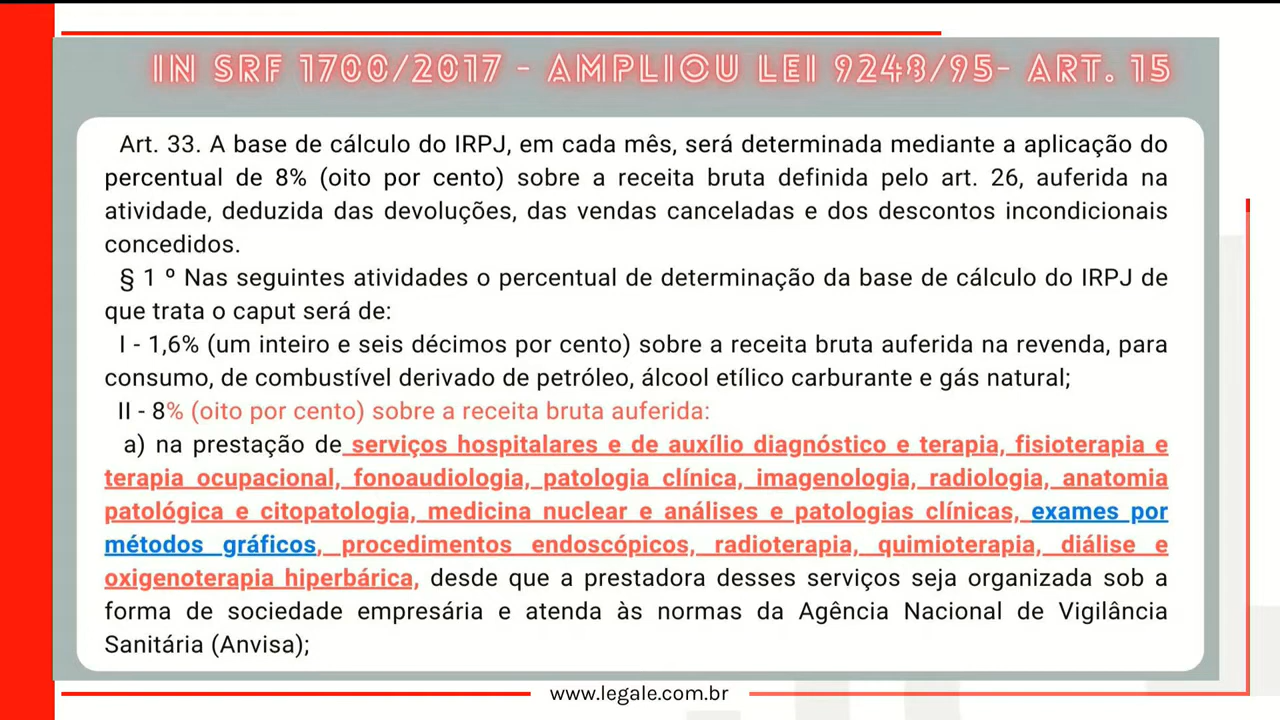 IN SRF 1700/2017 - AMPLIOU LEI 9248/95- ART. 15
Art. 33. A base de cálculo do IRPJ, em cada mês, será determinada mediante a aplicação do
percentual de 8% (oito por cento) sobre a receita bruta definida pelo art. 26, auferida na
atividade, deduzida das devoluções, das vendas canceladas e dos descontos incondicionais
concedidos.
§ 1 º Nas seguintes atividades o percentual de determinação da base de cálculo do IRPJ de
que trata o caput será de:
I - 1,6% (um inteiro e seis décimos por cento) sobre a receita bruta auferida na revenda, para
consumo, de combustível derivado de petróleo, álcool etílico carburante e gás natural;
II - 8% (oito por cento) sobre a receita bruta auferida:
a) na prestação de serviços hospitalares e de auxílio diagnóstico e terapia, fisioterapia e
terapia ocupacional, fonoaudiologia, patologia clínica, imagenologia, radiologia, anatomia
patológica e citopatologia, medicina nuclear e análises e patologias clínicas, exames por
métodos gráficos, procedimentos endoscópicos, radioterapia, quimioterapia, diálise e
oxigenoterapia hiperbárica, desde que a prestadora desses serviços seja organizada sob a
forma de sociedade empresária e atenda às normas da Agência Nacional de Vigilância
Sanitária (Anvisa);
www.legale.com.br